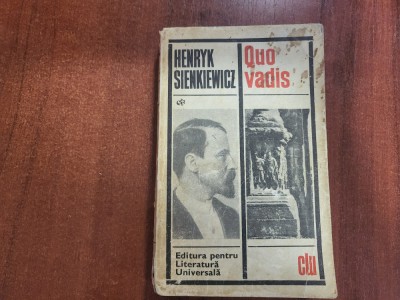 HENRYK
SIENKIEWICZ
Quo
vadis
Editura pentru
Literatură
Universală
clu